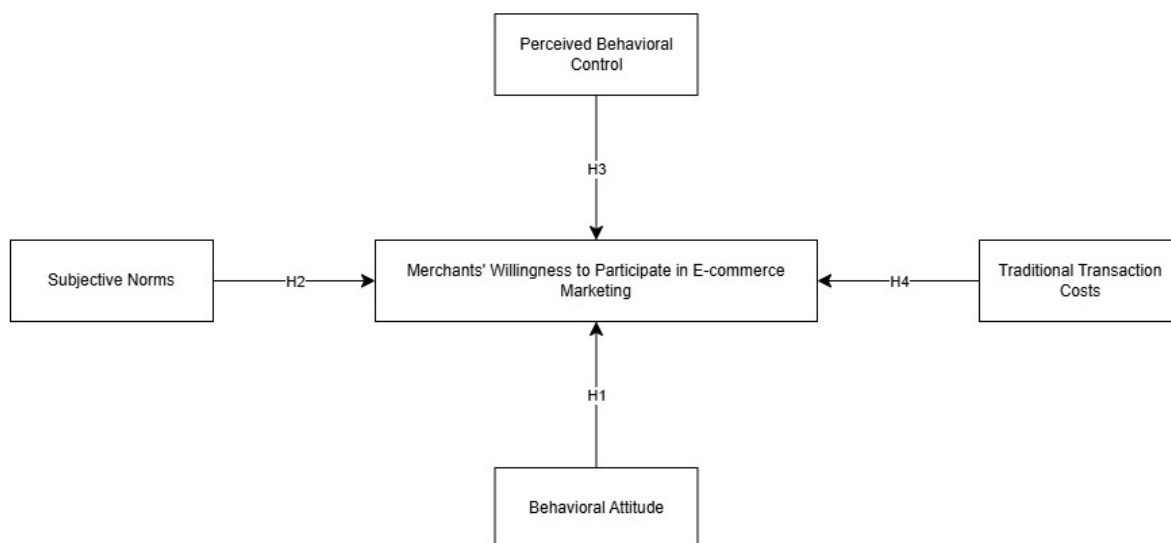 Perceived Behavioral
Control
H3
Subjective Norms
H2
Merchants' Willingness to Participate in E-commerce
Marketing
H4
Traditional Transaction
Costs
H1
Behavioral Attitude